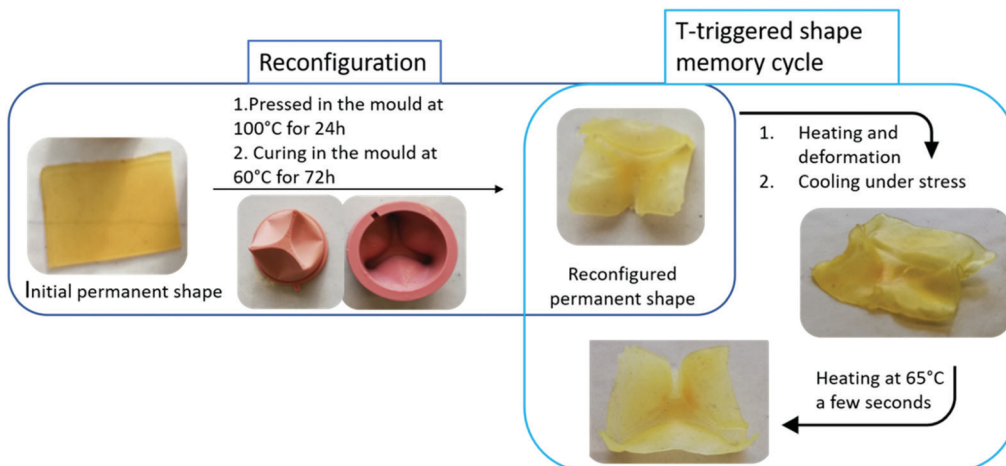 Reconfiguration
T-triggered shape
memory cycle
1.Pressed in the mould at
100°C for 24h
2. Curing in the mould at
60°C for 72h
Initial permanent shape
Reconfigured
permanent shape
1. Heating and
deformation
2. Cooling under stress
Heating at 65°C
a few seconds